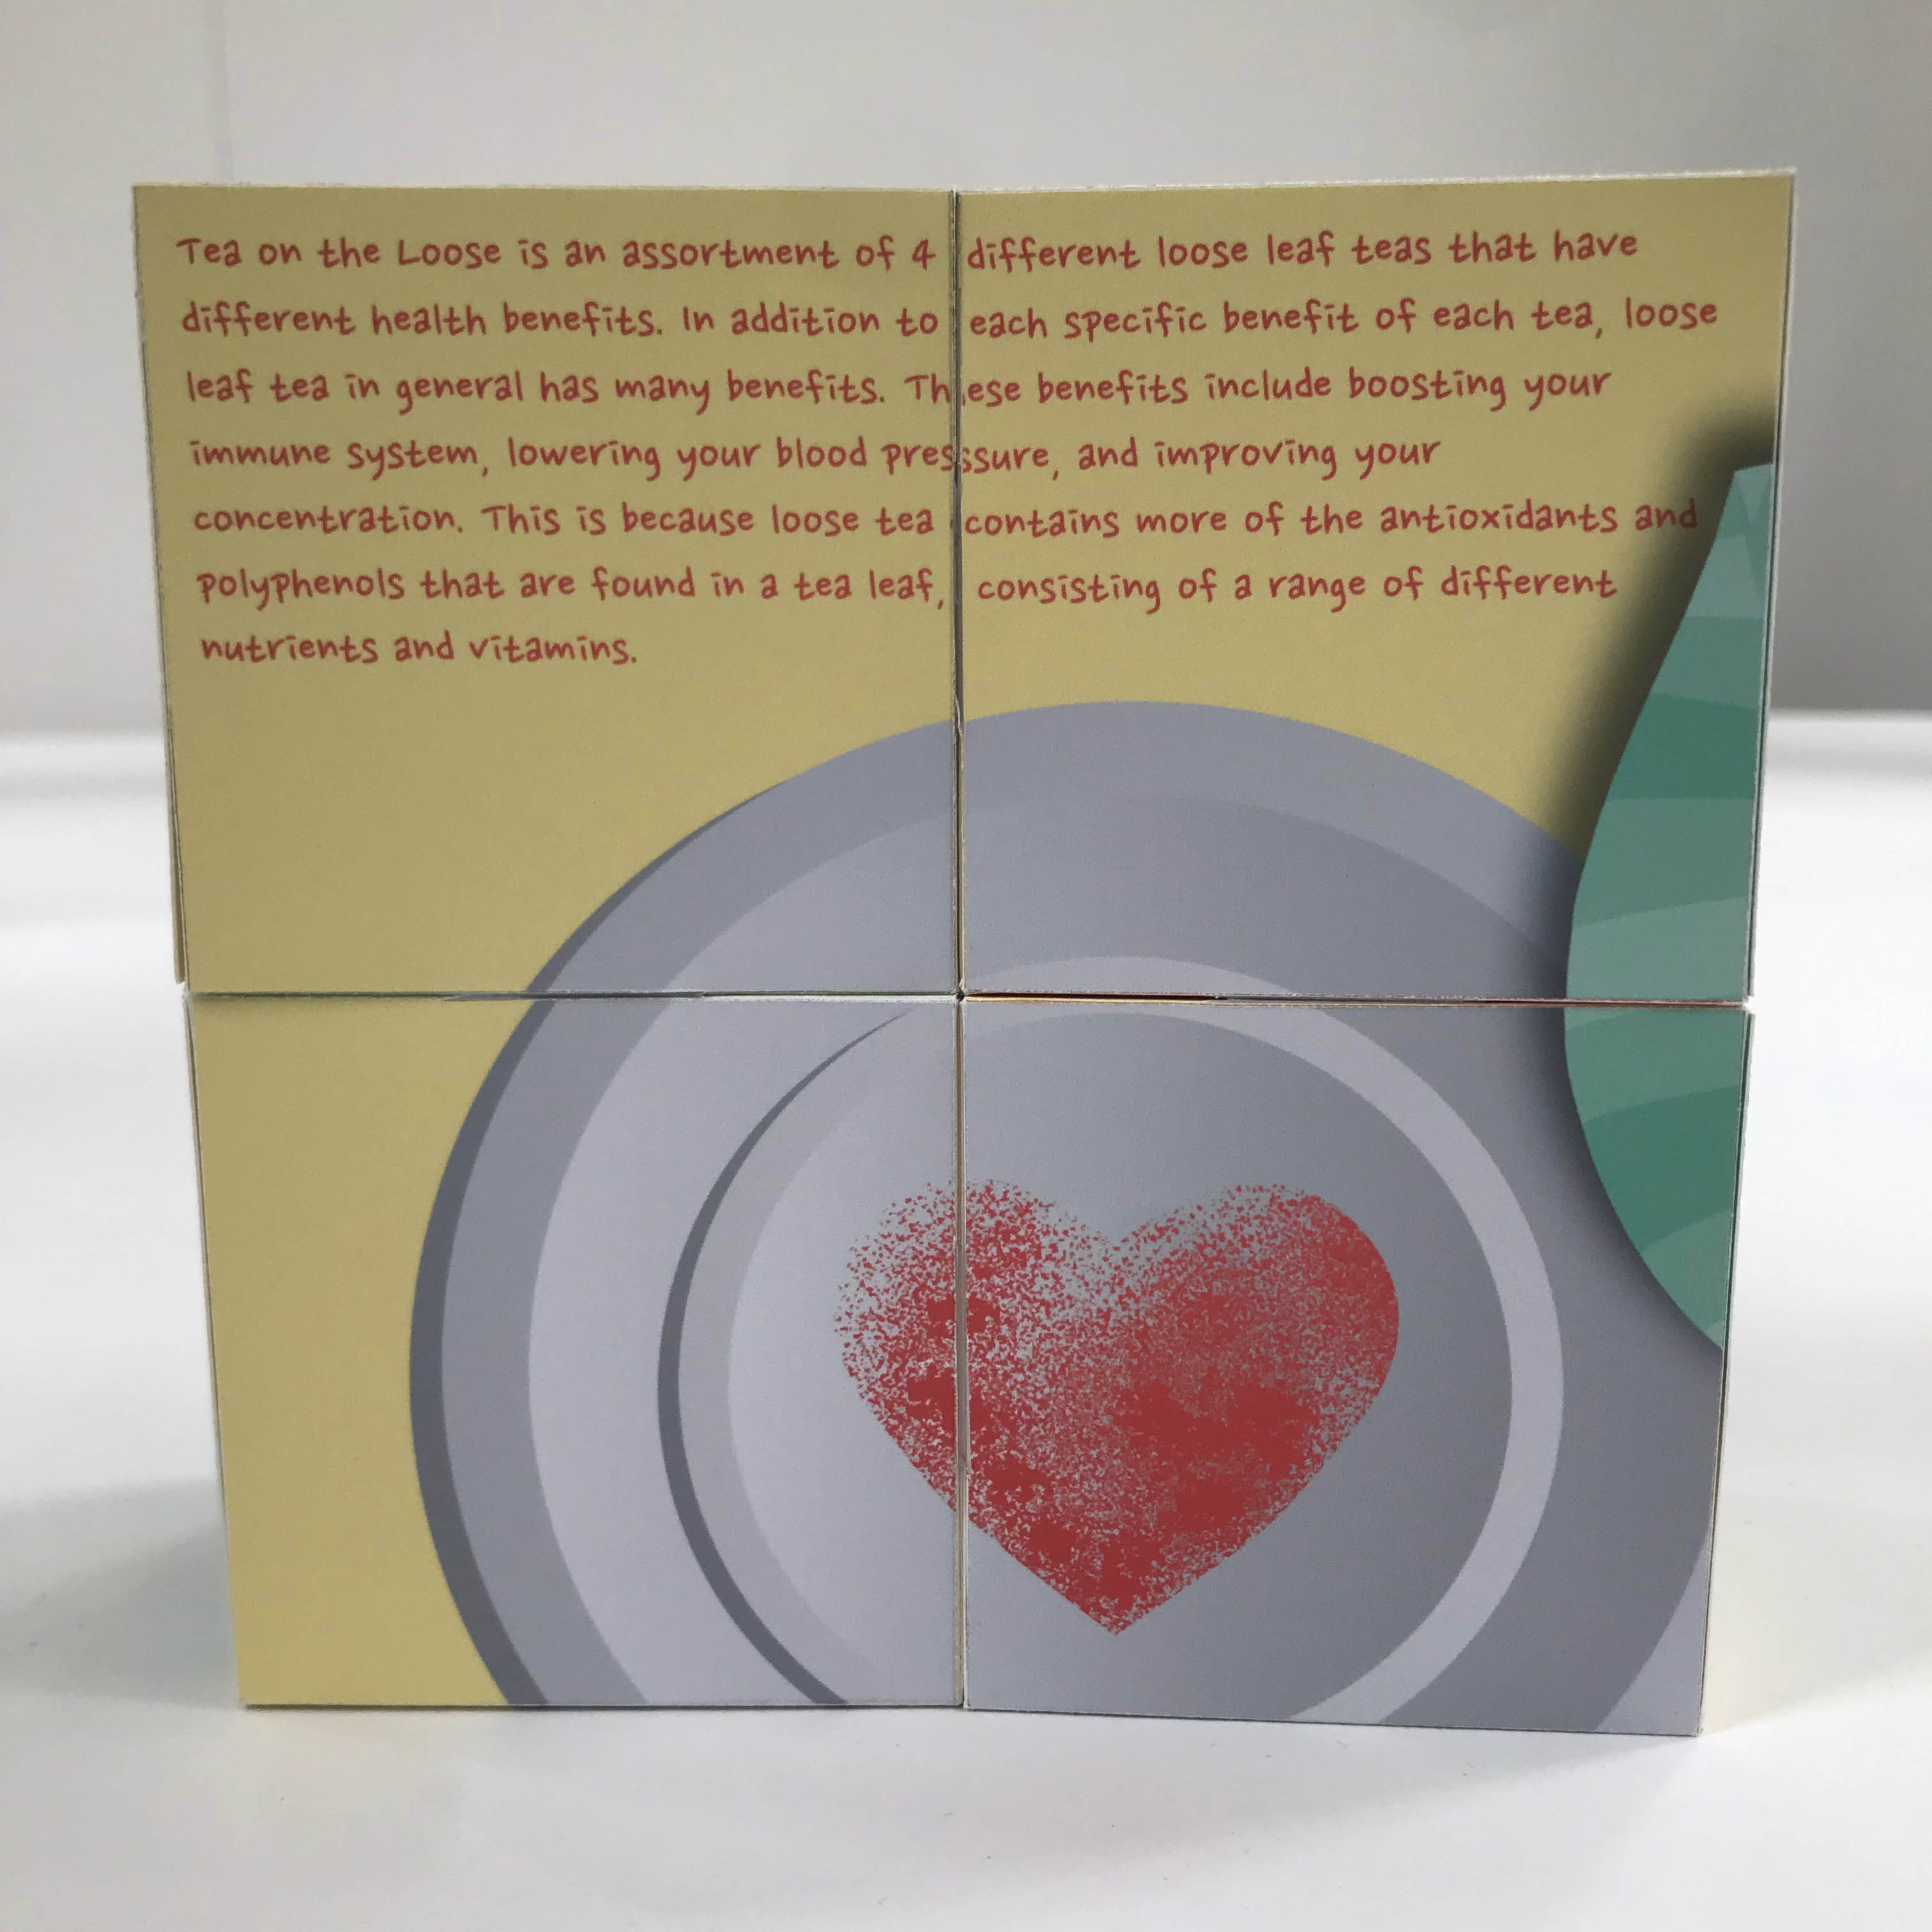 Tea on the Loose is an assortment of 4 different loose leaf teas that have
different health benefits. In addition to each specific benefit of each tea, loose
leaf tea in general has many benefits. These benefits include boosting your
immune system, lowering your blood pressure, and improving your
concentration. This is because loose tea contains more of the antioxidants and
polyphenols that are found in a tea leaf, consisting of a range of different
nutrients and vitamins.